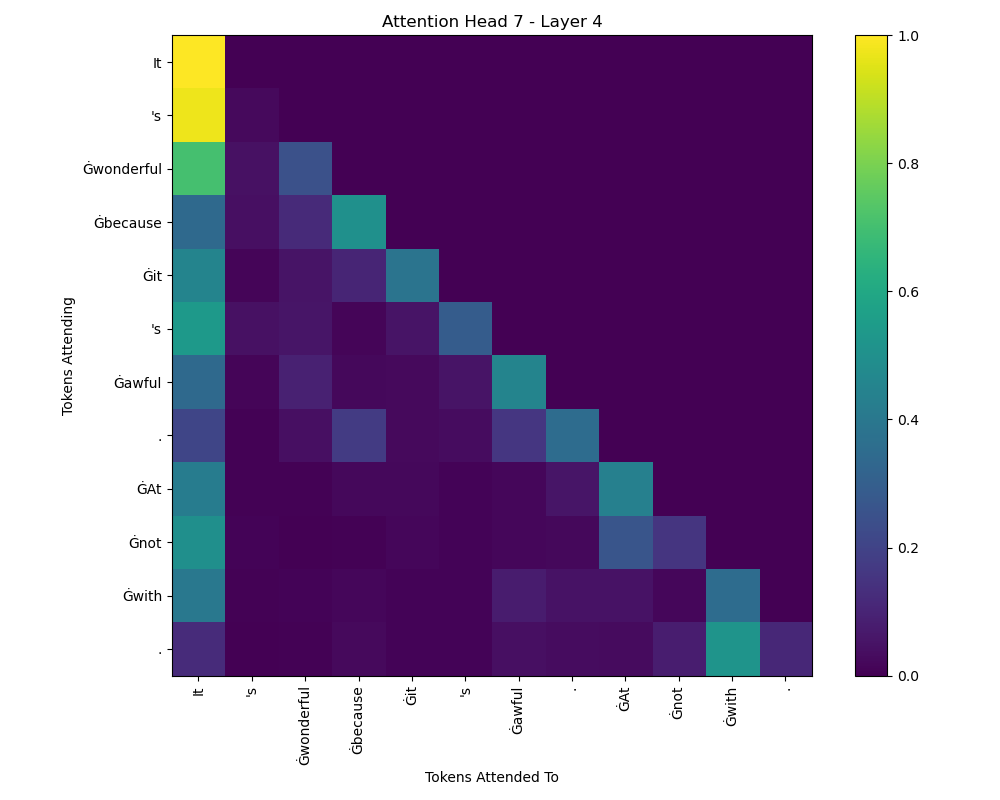 Attention Head 7 - Layer 4
Tokens Attending
It
's
Ġwonderful
Ġbecause
Ġit
's
Ġawful
.
ĠAt
Ġnot
Ġwith
.
It
's
Ġwonderful
Ġbecause
Ġit
's
Ġawful
.
ĠAt
Ġnot
Ġwith
.
Tokens Attended To
1.0
0.8
0.6
0.4
0.2
0.0